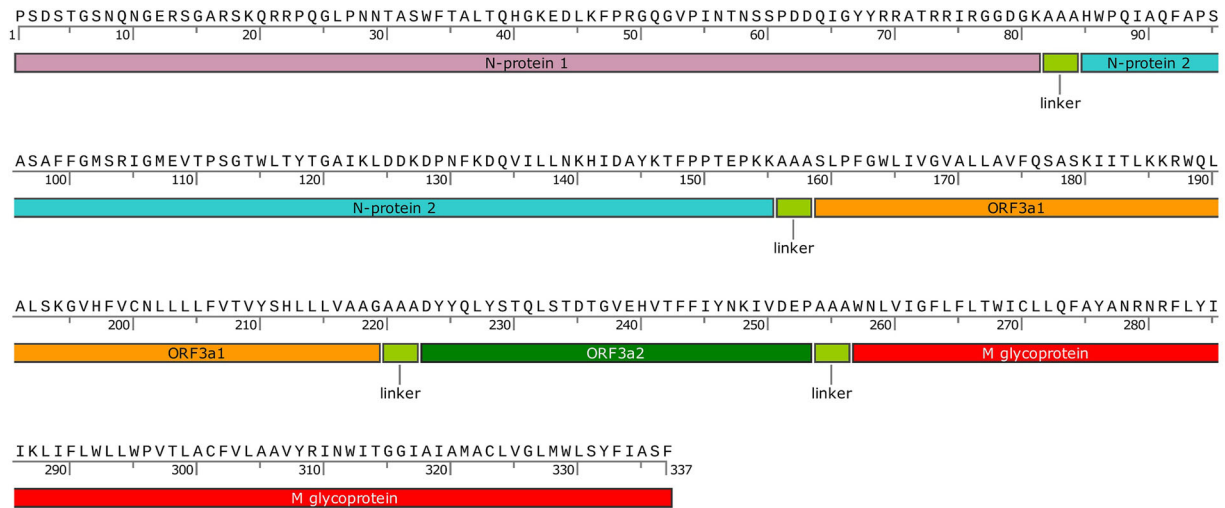 PSDSTGSNQNGERSGARSKQRRPQGLPNNTASWFTALTQHGKEDLKFPRGQGVPINTNSSPDDQIGYYRRATRRIRGGDGKAAAHWPQIAQFAPS
1 10 20 30 40 50 60 70 80 90
N-protein 1 N-protein 2
linker
ASAFFGMSRIGMEVTPSGTWLTYTGAIKLDDKDPNFKDQVILLNKHIDAYKTFPPTEPKKAAASLPFGWLIVGVALLAVFQSASKIITLKKRWQL
100 110 120 130 140 150 160 170 180 190
N-protein 2 ORF3a1
linker
ALSKGVHFVCNLLLLFVTVYSHLLLVAAGAAADYYQLYSTQLSTDTGVEHVTFFIYNKIVDEPAAAWNLVIGFLFLTWICLLQFAYANRNRFLYI
200 210 220 230 240 250 260 270 280
ORF3a1 ORF3a2 M glycoprotein
linker linker
IKLIFLWLLWPVTLACFVLAAVYRINWITGGIAIAMACLVGLMWLSYFIASF
290 300 310 320 330 337
M glycoprotein